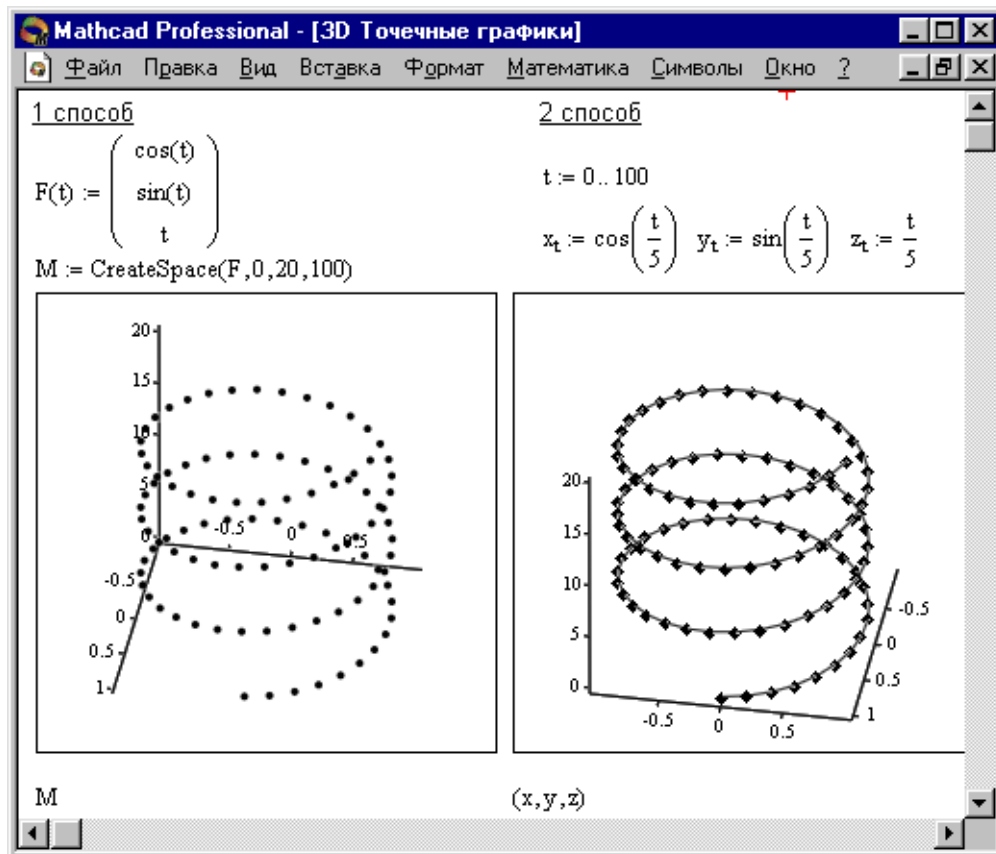 Mathcad Professional - [3D Точечные графики]
Файл Правка Вид Вставка Формат Математика Символы Окно ?
1 способ
F(t) := ( cos(t)
sin(t)
t )
M := CreateSpace(F,0,20,100)
20
15
10
5
0
-0.5
0
0.5
-0.5
0
0.5
1
M
2 способ
t := 0 .. 100
x_t := cos(t/5) y_t := sin(t/5) z_t := t/5
20
15
10
5
0
-0.5
0
0.5
-0.5
0
0.5
1
(x,y,z)